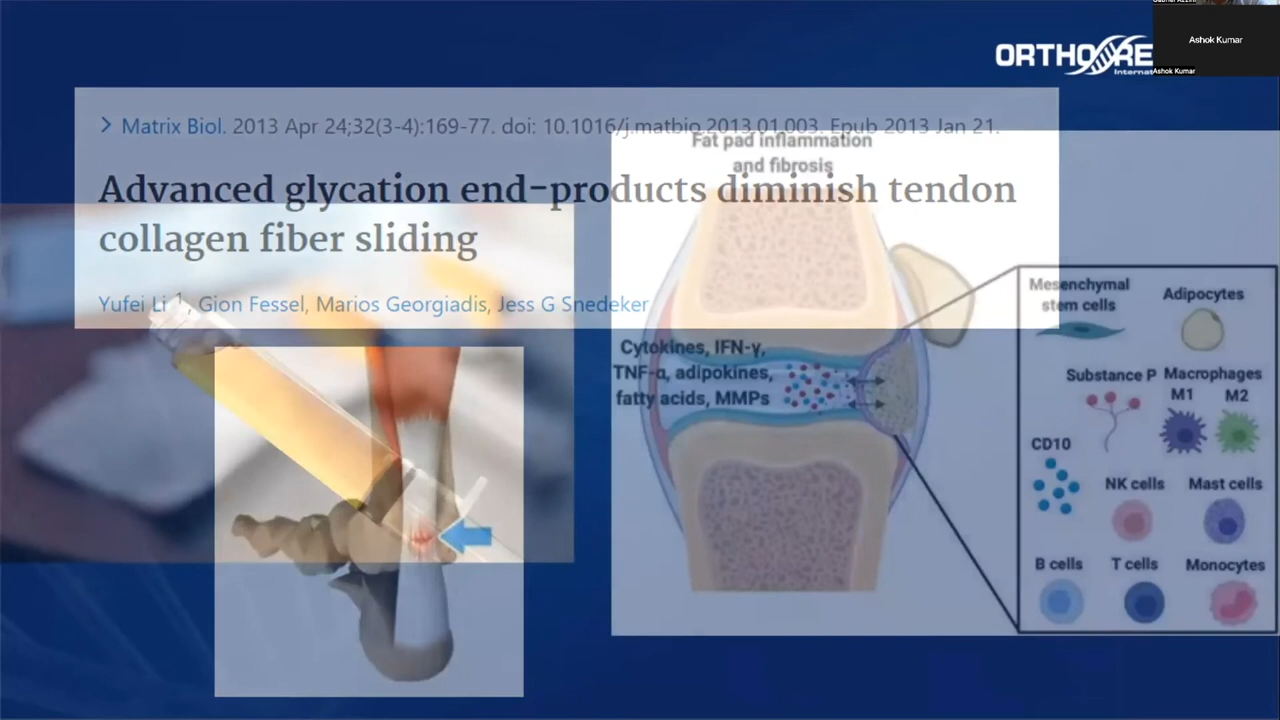 Ashok Kumar
Ashok Kumar
ORTHO RE
Internat
Matrix Biol. 2013 Apr 24;32(3-4):169-77. doi: 10.1016/j.matbio.2013.01.003. Epub 2013 Jan 21.
Advanced glycation end-products diminish tendon
collagen fiber sliding
Yufei Li 1, Gion Fessel, Marios Georgiadis, Jess G Snedeker
Fat pad inflammation
and fibrosis
Cytokines, IFN-γ,
TNF-α, adipokines,
fatty acids, MMPs
Mesenchymal
stem cells
Adipocytes
Substance P
Macrophages
M1
M2
CD10
NK cells
Mast cells
B cells
T cells
Monocytes